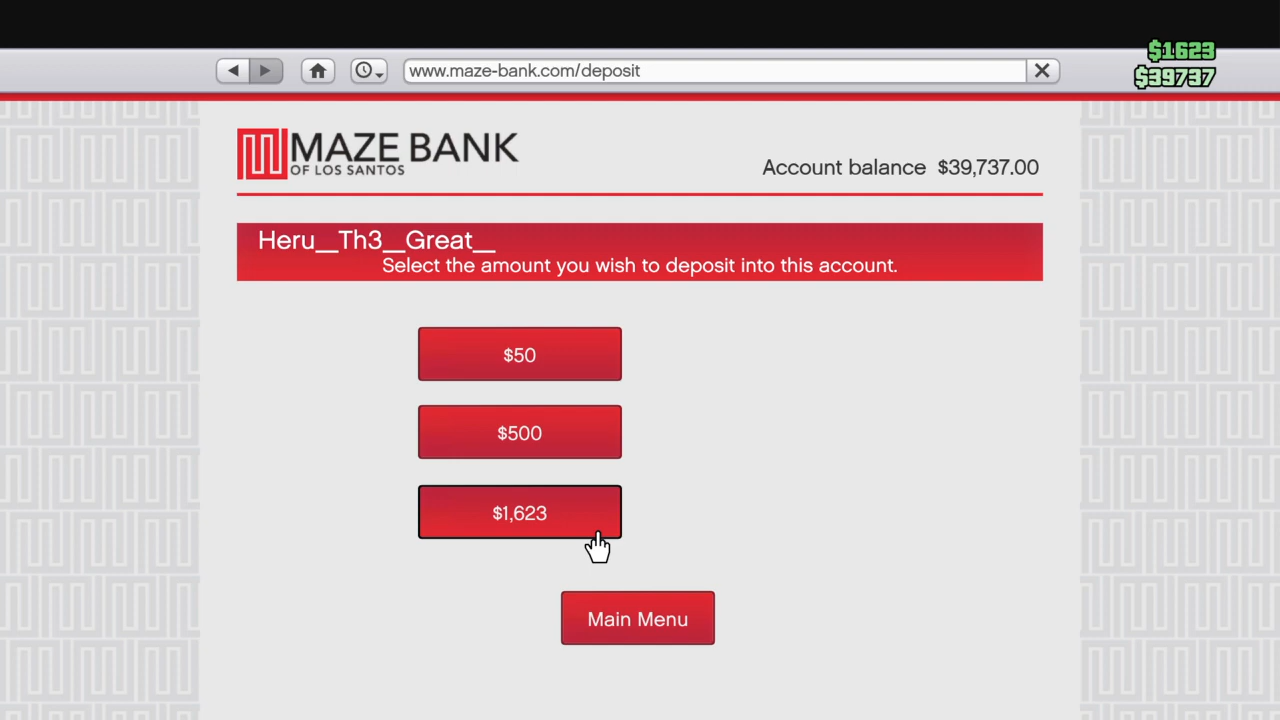 $1623
www.maze-bank.com/deposit
$39737
MAZE BANK
OF LOS SANTOS
Account balance $39,737.00
Heru__Th3__Great__
Select the amount you wish to deposit into this account.
$50
$500
$1,623
Main Menu